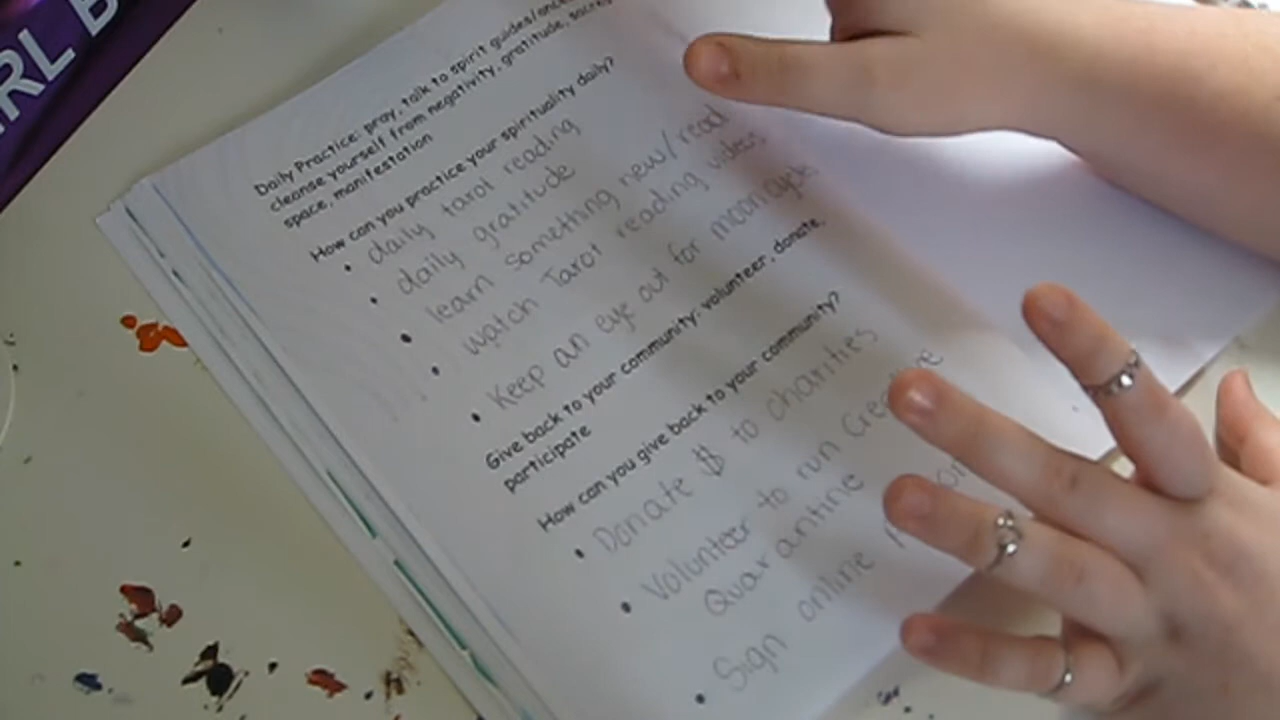 RL B
Daily Practice: pray, talk to spirit guides/
cleanse yourself from negativity, gratitude,
space, manifestation
How can you practice your spirituality daily?
• daily tarot reading
• daily gratitude
• learn something new/read
• watch Tarot reading videos
• Keep an eye out for moon cycle
Give back to your community: volunteer, donate,
participate
How can you give back to your community?
• Donate $ to charities
• Volunteer to run
Quarantine
• Sign online